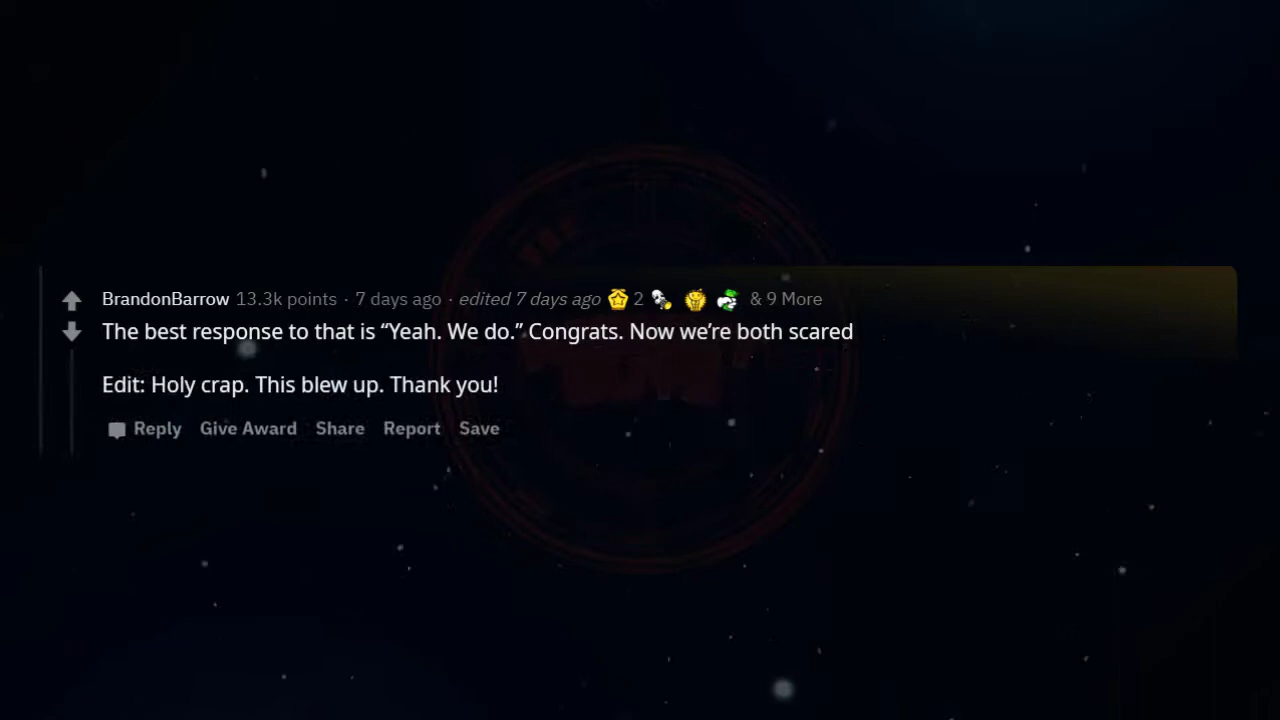 BrandonBarrow 13.3k points · 7 days ago · edited 7 days ago 2 & 9 More
The best response to that is “Yeah. We do.” Congrats. Now we’re both scared
Edit: Holy crap. This blew up. Thank you!
Reply Give Award Share Report Save